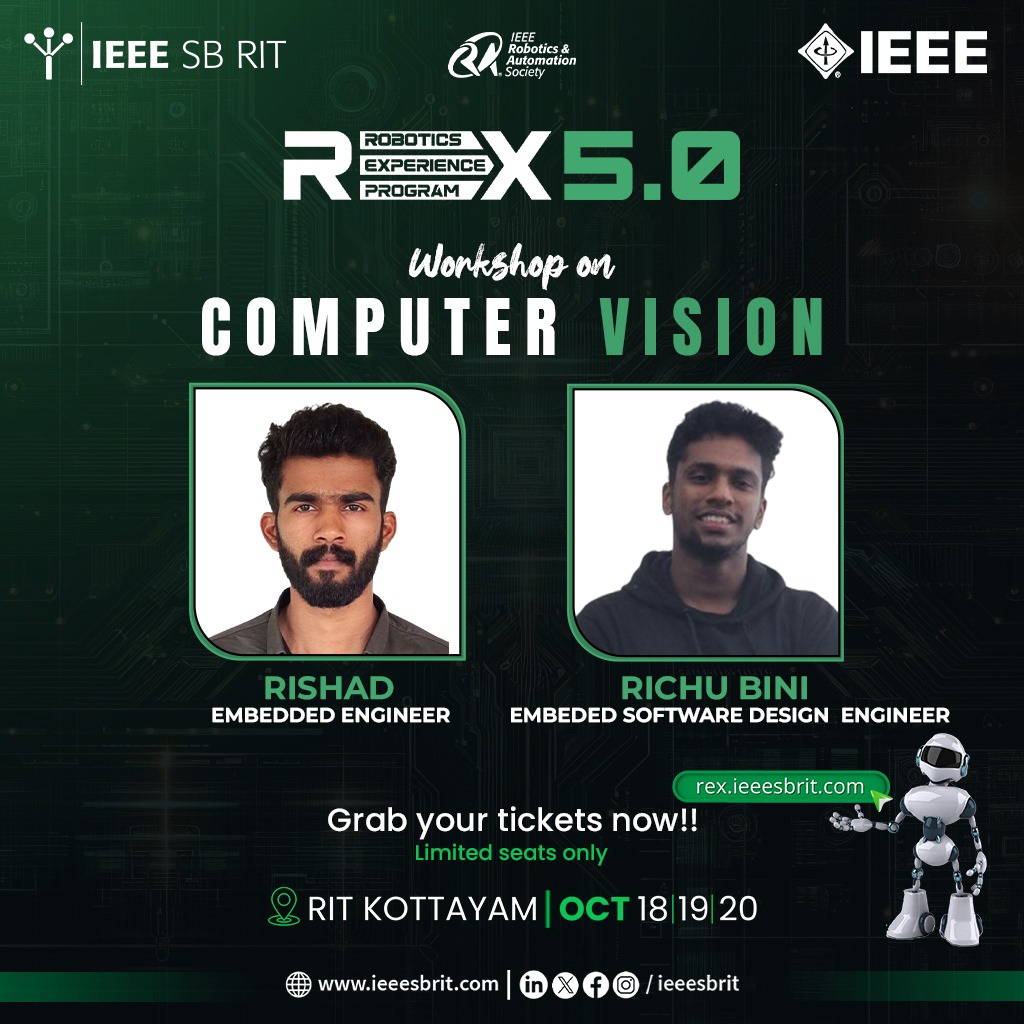 IEEE SB RIT
IEEE
Robotics &
Automation
Society
IEEE
REX 5.0
ROBOTICS
EXPERIENCE
PROGRAM
Workshop on
COMPUTER VISION
RISHAD
EMBEDDED ENGINEER
RICHU BINI
EMBEDED SOFTWARE DESIGN ENGINEER
rex.ieeesbrit.com
Grab your tickets now!!
Limited seats only
RIT KOTTAYAM | OCT 18|19|20
www.ieeesbrit.com | / ieeesbrit